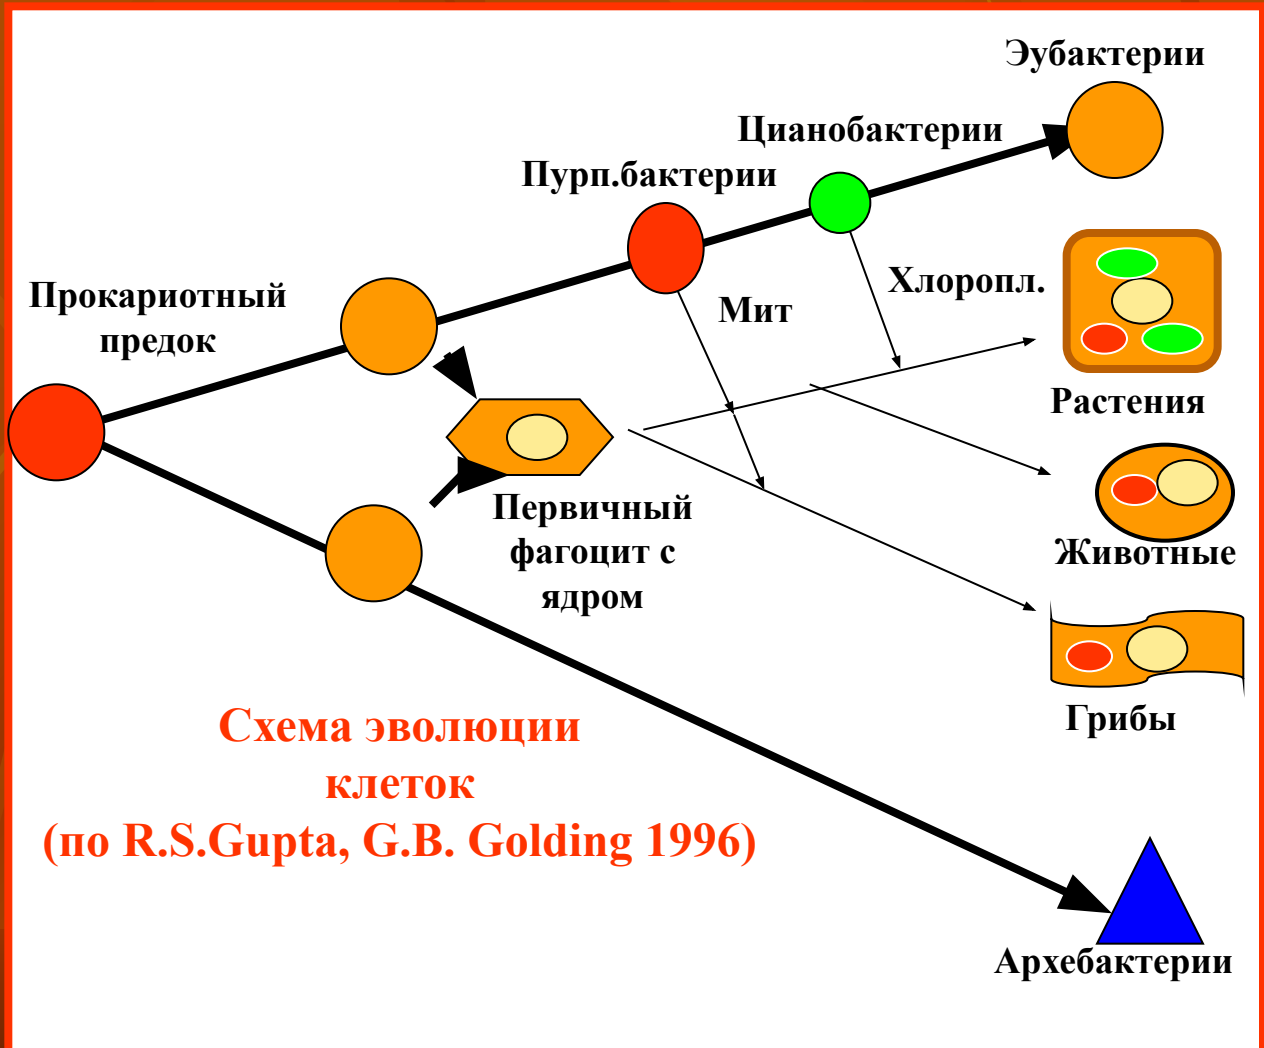 Эубактерии
Цианобактерии
Пурп.бактерии
Хлоропл.
Прокариотный
предок
Мит
Растения
Первичный
фагоцит с
ядром
Животные
Грибы
Схема эволюции
клеток
(по R.S.Gupta, G.B. Golding 1996)
Архебактерии